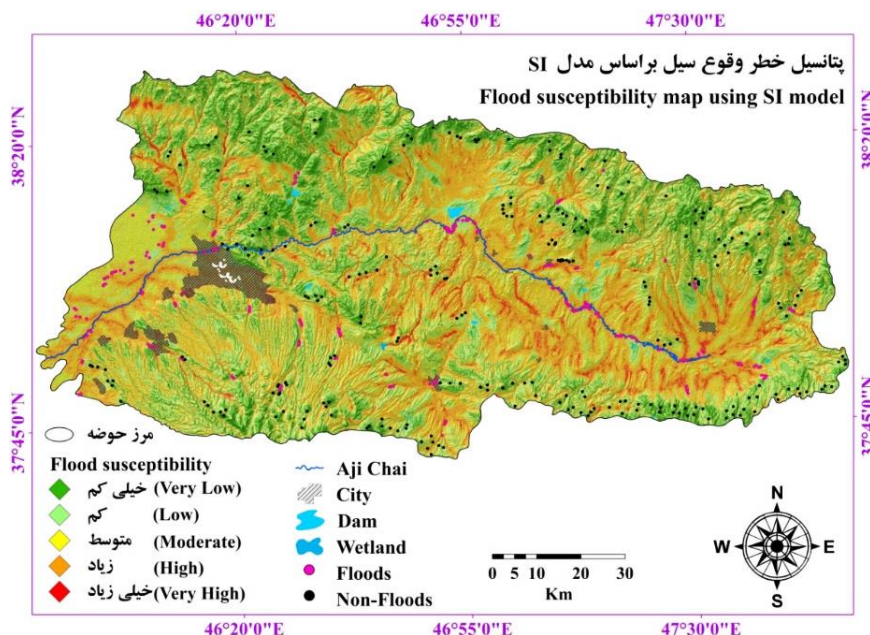 46°20'0"E 46°55'0"E 47°30'0"E
پتانسیل خطر وقوع سیل براساس مدل SI
Flood susceptibility map using SI model
38°20'0"N 38°20'0"N
تبریز
37°45'0"N 37°45'0"N
مرز حوضه
Flood susceptibility
خیلی کم (Very Low)
کم (Low)
متوسط (Moderate)
زیاد (High)
خیلی زیاد (Very High)
Aji Chai
City
Dam
Wetland
Floods
Non-Floods
0 5 10 20 30
Km
N
W E
S
46°20'0"E 46°55'0"E 47°30'0"E